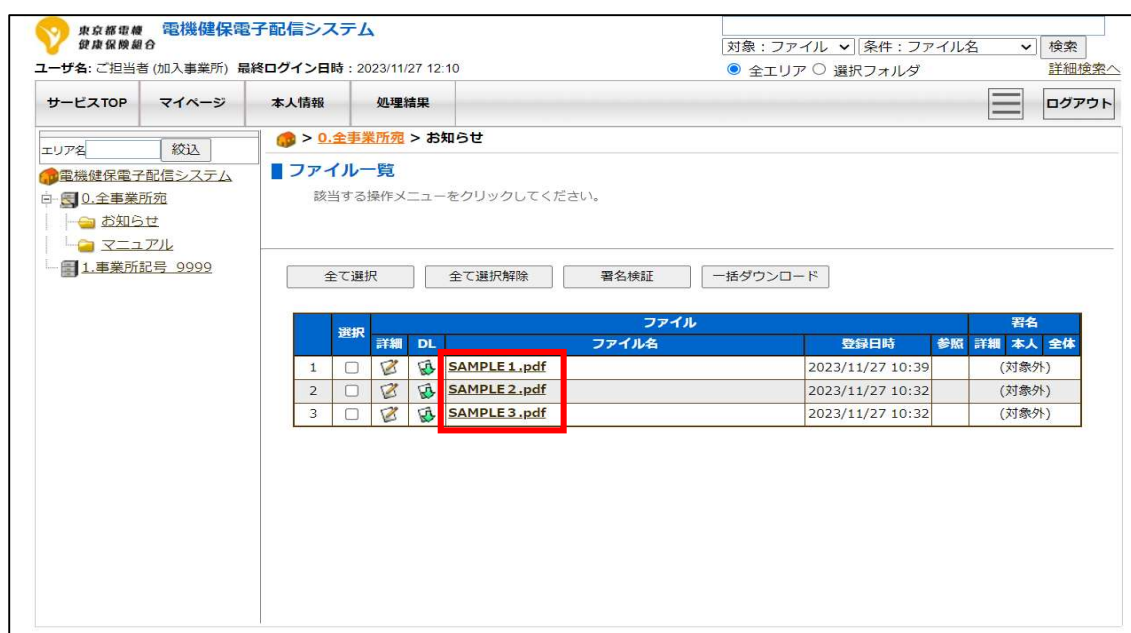 東京都電機
健康保険組合
電機健保電子配信システム
対象：ファイル 条件：ファイル名 検索
ユーザ名: ご担当者 (加入事業所) 最終ログイン日時：2023/11/27 12:10
全エリア 選択フォルダ 詳細検索へ
サービスTOP マイページ 本人情報 処理結果 ログアウト
エリア名 絞込
電機健保電子配信システム
0.全事業所宛
お知らせ
マニュアル
1.事業所記号_9999
> 0.全事業所宛 > お知らせ
ファイル一覧
該当する操作メニューをクリックしてください。
全て選択 全て選択解除 署名検証 一括ダウンロード
選択 ファイル 署名
詳細 DL ファイル名 登録日時 参照 詳細 本人 全体
1 SAMPLE１.pdf 2023/11/27 10:39 (対象外)
2 SAMPLE２.pdf 2023/11/27 10:32 (対象外)
3 SAMPLE３.pdf 2023/11/27 10:32 (対象外)